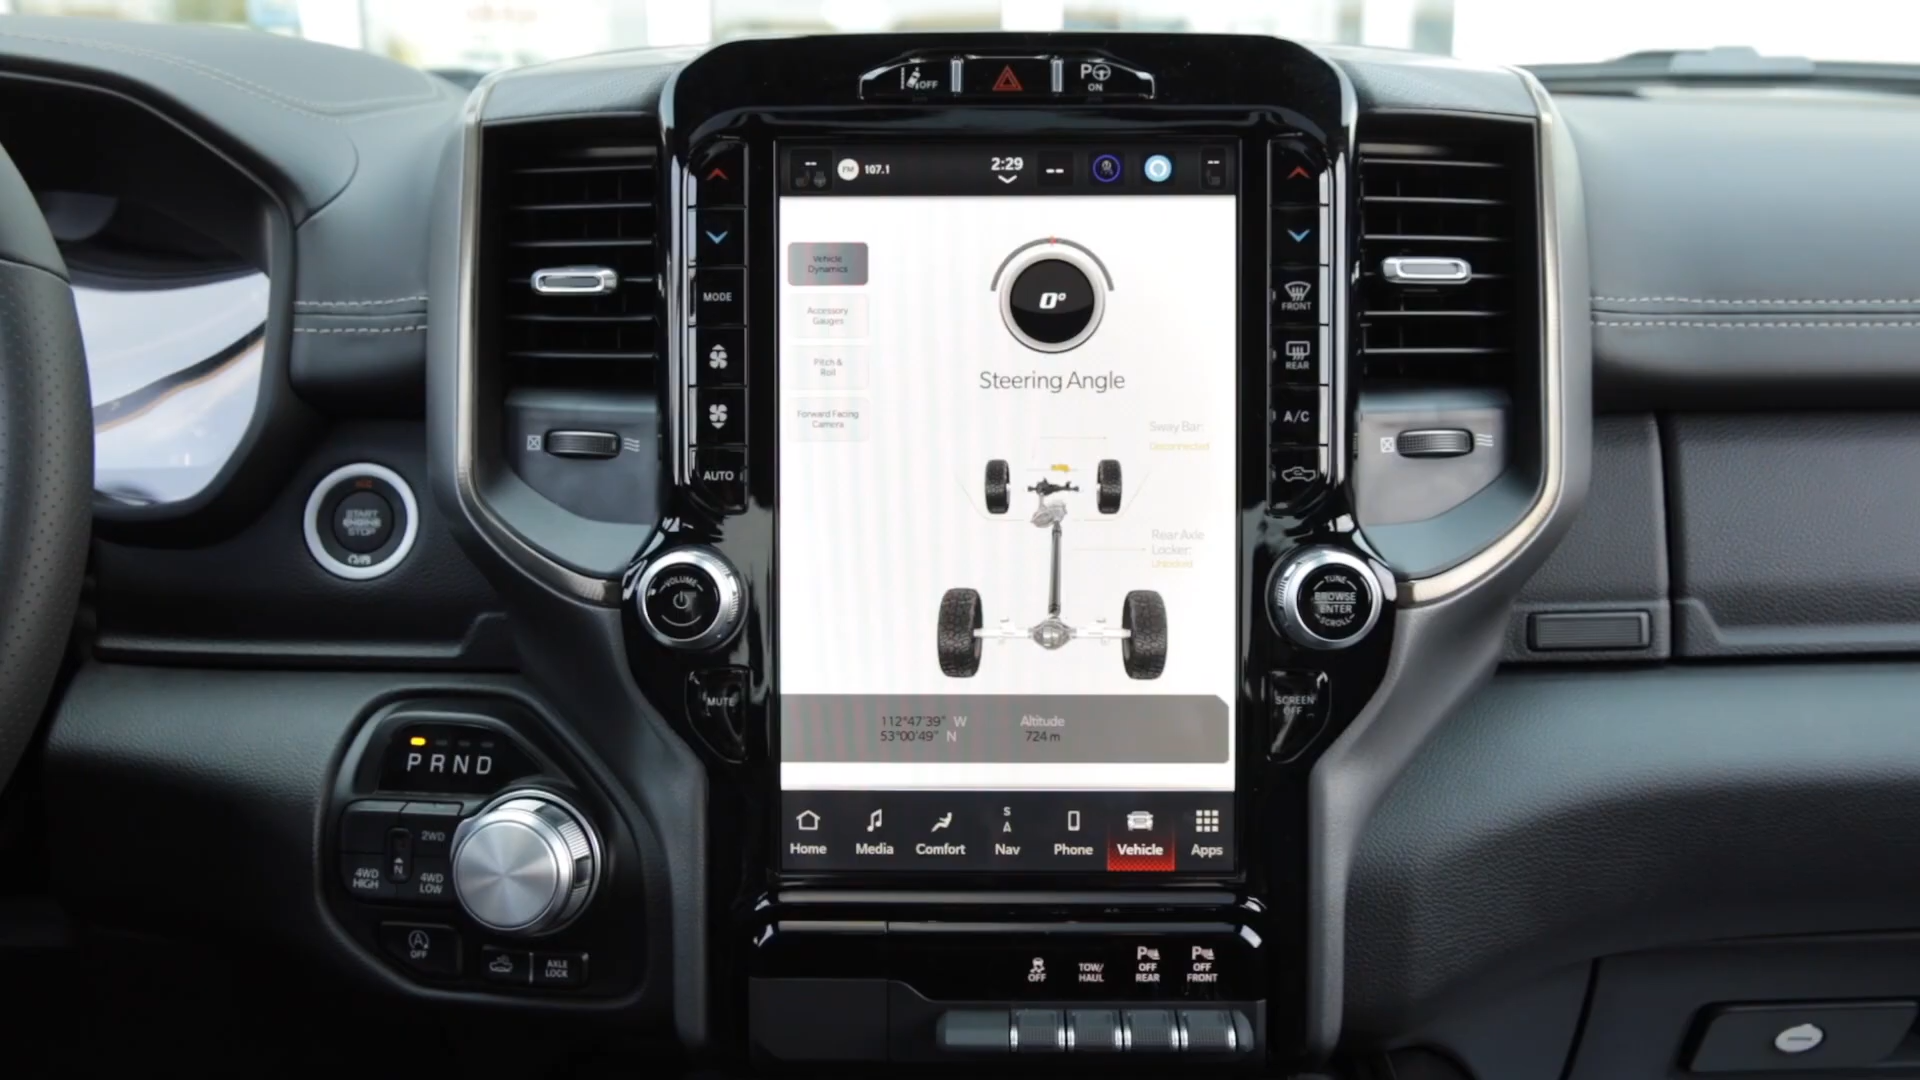 OFF
P
ON
FM 107.1
2:29
--
--
--
Vehicle
Dynamics
Accessory
Gauges
Pitch &
Roll
Forward Facing
Camera
0°
Steering Angle
Sway Bar:
Disconnected
Rear Axle
Locker:
Unlocked
112°47'39" W
53°00'49" N
Altitude
724 m
Home
Media
Comfort
S
A
Nav
Phone
Vehicle
Apps
MODE
AUTO
FRONT
REAR
A/C
VOLUME
MUTE
TUNE
BROWSE
ENTER
SCROLL
SCREEN
OFF
START
ENGINE
STOP
P R N D
2WD
N
4WD
HIGH
4WD
LOW
A
OFF
AXLE
LOCK
OFF
TOW/
HAUL
P
OFF
REAR
P
OFF
FRONT